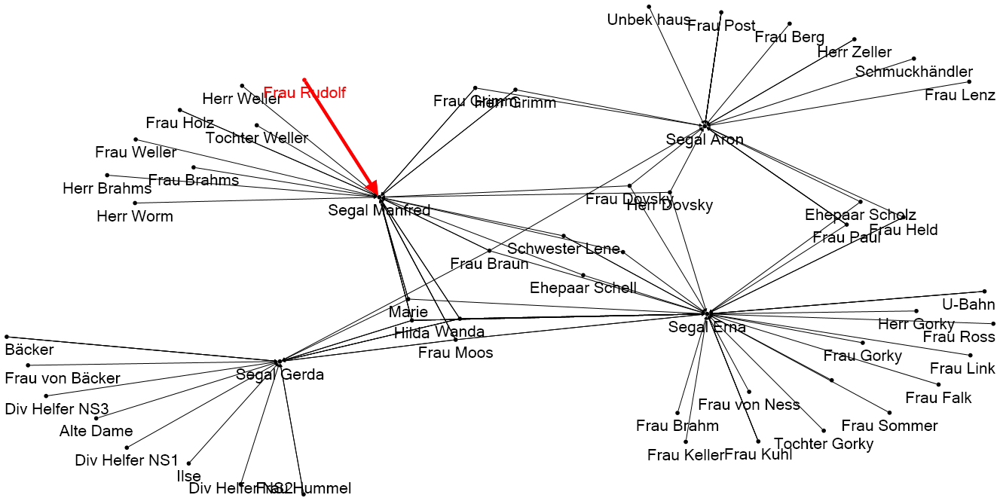 Unbek haus
Frau Post
Frau Berg
Herr Zeller
Schmuckhändler
Frau Lenz
Frau Rudolf
Herr Weller
Frau Grimm
Herr Grimm
Frau Holz
Tochter Weller
Segal Aron
Frau Weller
Frau Brahms
Herr Brahms
Segal Manfred
Herr Worm
Frau Dovsky
Herr Dovsky
Ehepaar Scholz
Frau Held
Frau Paul
Schwester Lene
Frau Braun
Ehepaar Schell
U-Bahn
Marie
Hilda
Wanda
Segal Erna
Herr Gorky
Frau Ross
Bäcker
Frau Moos
Frau Gorky
Frau Link
Segal Gerda
Frau von Bäcker
Frau Falk
Div Helfer NS3
Frau von Ness
Alte Dame
Frau Brahm
Frau Sommer
Tochter Gorky
Div Helfer NS1
Frau Keller
Frau Kuhl
Ilse
Div Helfer NS2
Frau Hummel